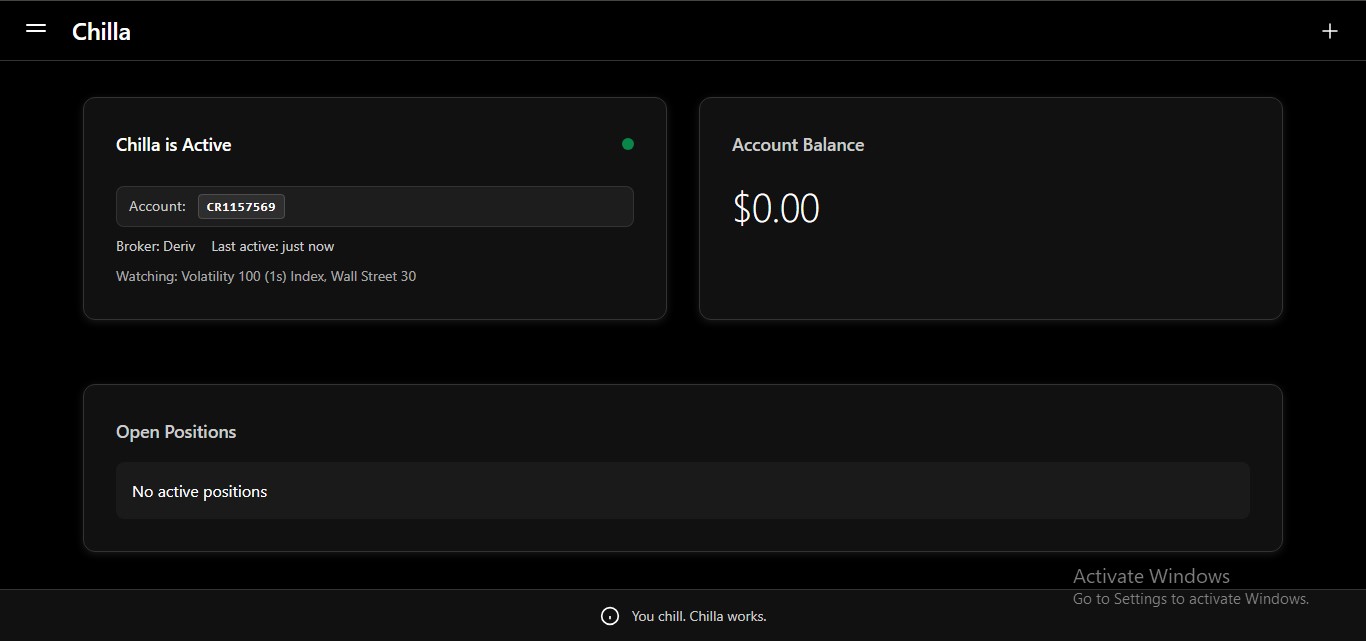 Chilla
Chilla is Active
Account: CR1157569
Broker: Deriv Last active: just now
Watching: Volatility 100 (1s) Index, Wall Street 30
Account Balance
$0.00
Open Positions
No active positions
Activate Windows
Go to Settings to activate Windows.
You chill. Chilla works.